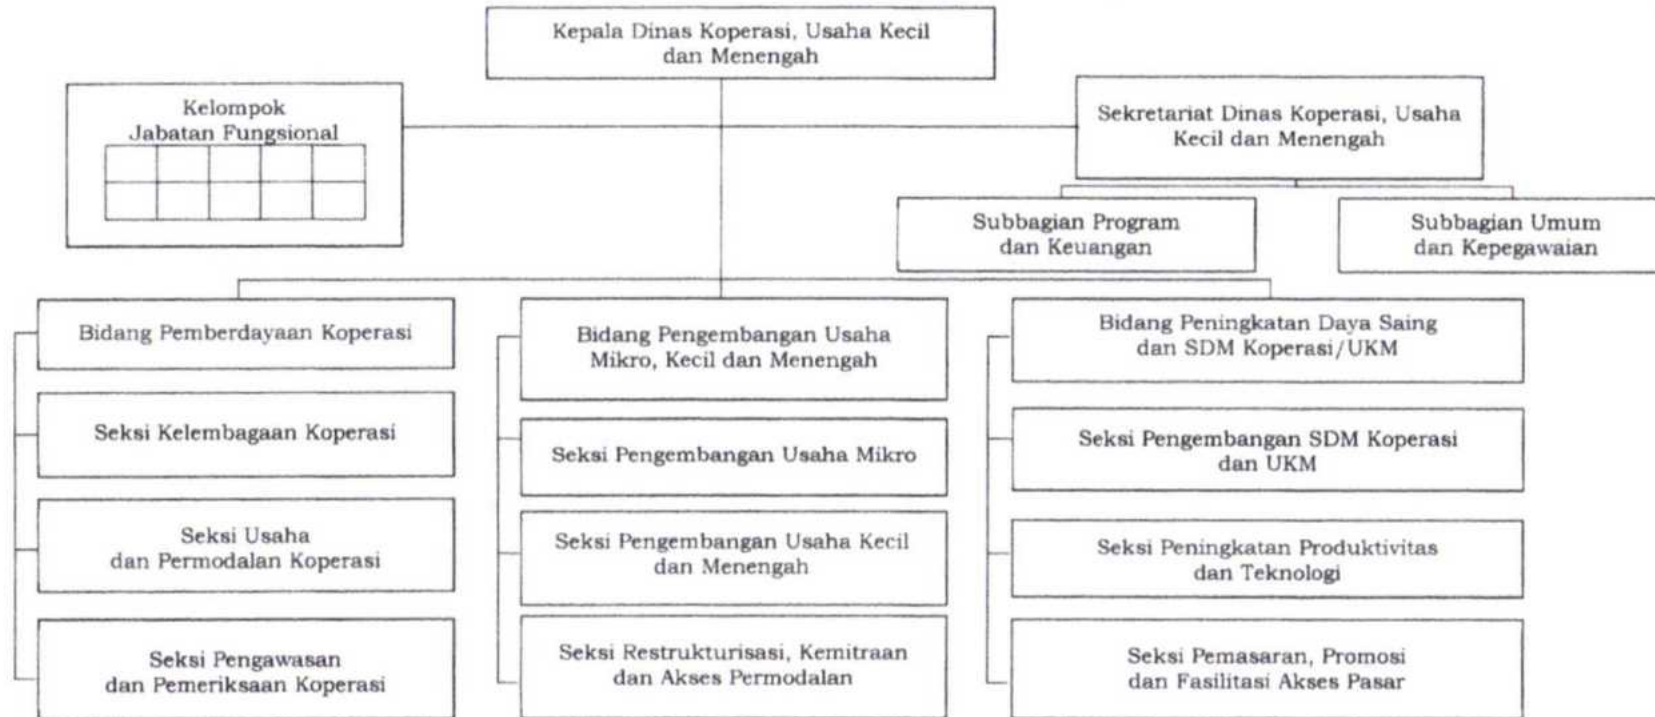 Kepala Dinas Koperasi, Usaha Kecil
dan Menengah
Kelompok
Jabatan Fungsional
Sekretariat Dinas Koperasi, Usaha
Kecil dan Menengah
Subbagian Program
dan Keuangan
Subbagian Umum
dan Kepegawaian
Bidang Pemberdayaan Koperasi
Seksi Kelembagaan Koperasi
Seksi Usaha
dan Permodalan Koperasi
Seksi Pengawasan
dan Pemeriksaan Koperasi
Bidang Pengembangan Usaha
Mikro, Kecil dan Menengah
Seksi Pengembangan Usaha Mikro
Seksi Pengembangan Usaha Kecil
dan Menengah
Seksi Restrukturisasi, Kemitraan
dan Akses Permodalan
Bidang Peningkatan Daya Saing
dan SDM Koperasi/UKM
Seksi Pengembangan SDM Koperasi
dan UKM
Seksi Peningkatan Produktivitas
dan Teknologi
Seksi Pemasaran, Promosi
dan Fasilitasi Akses Pasar